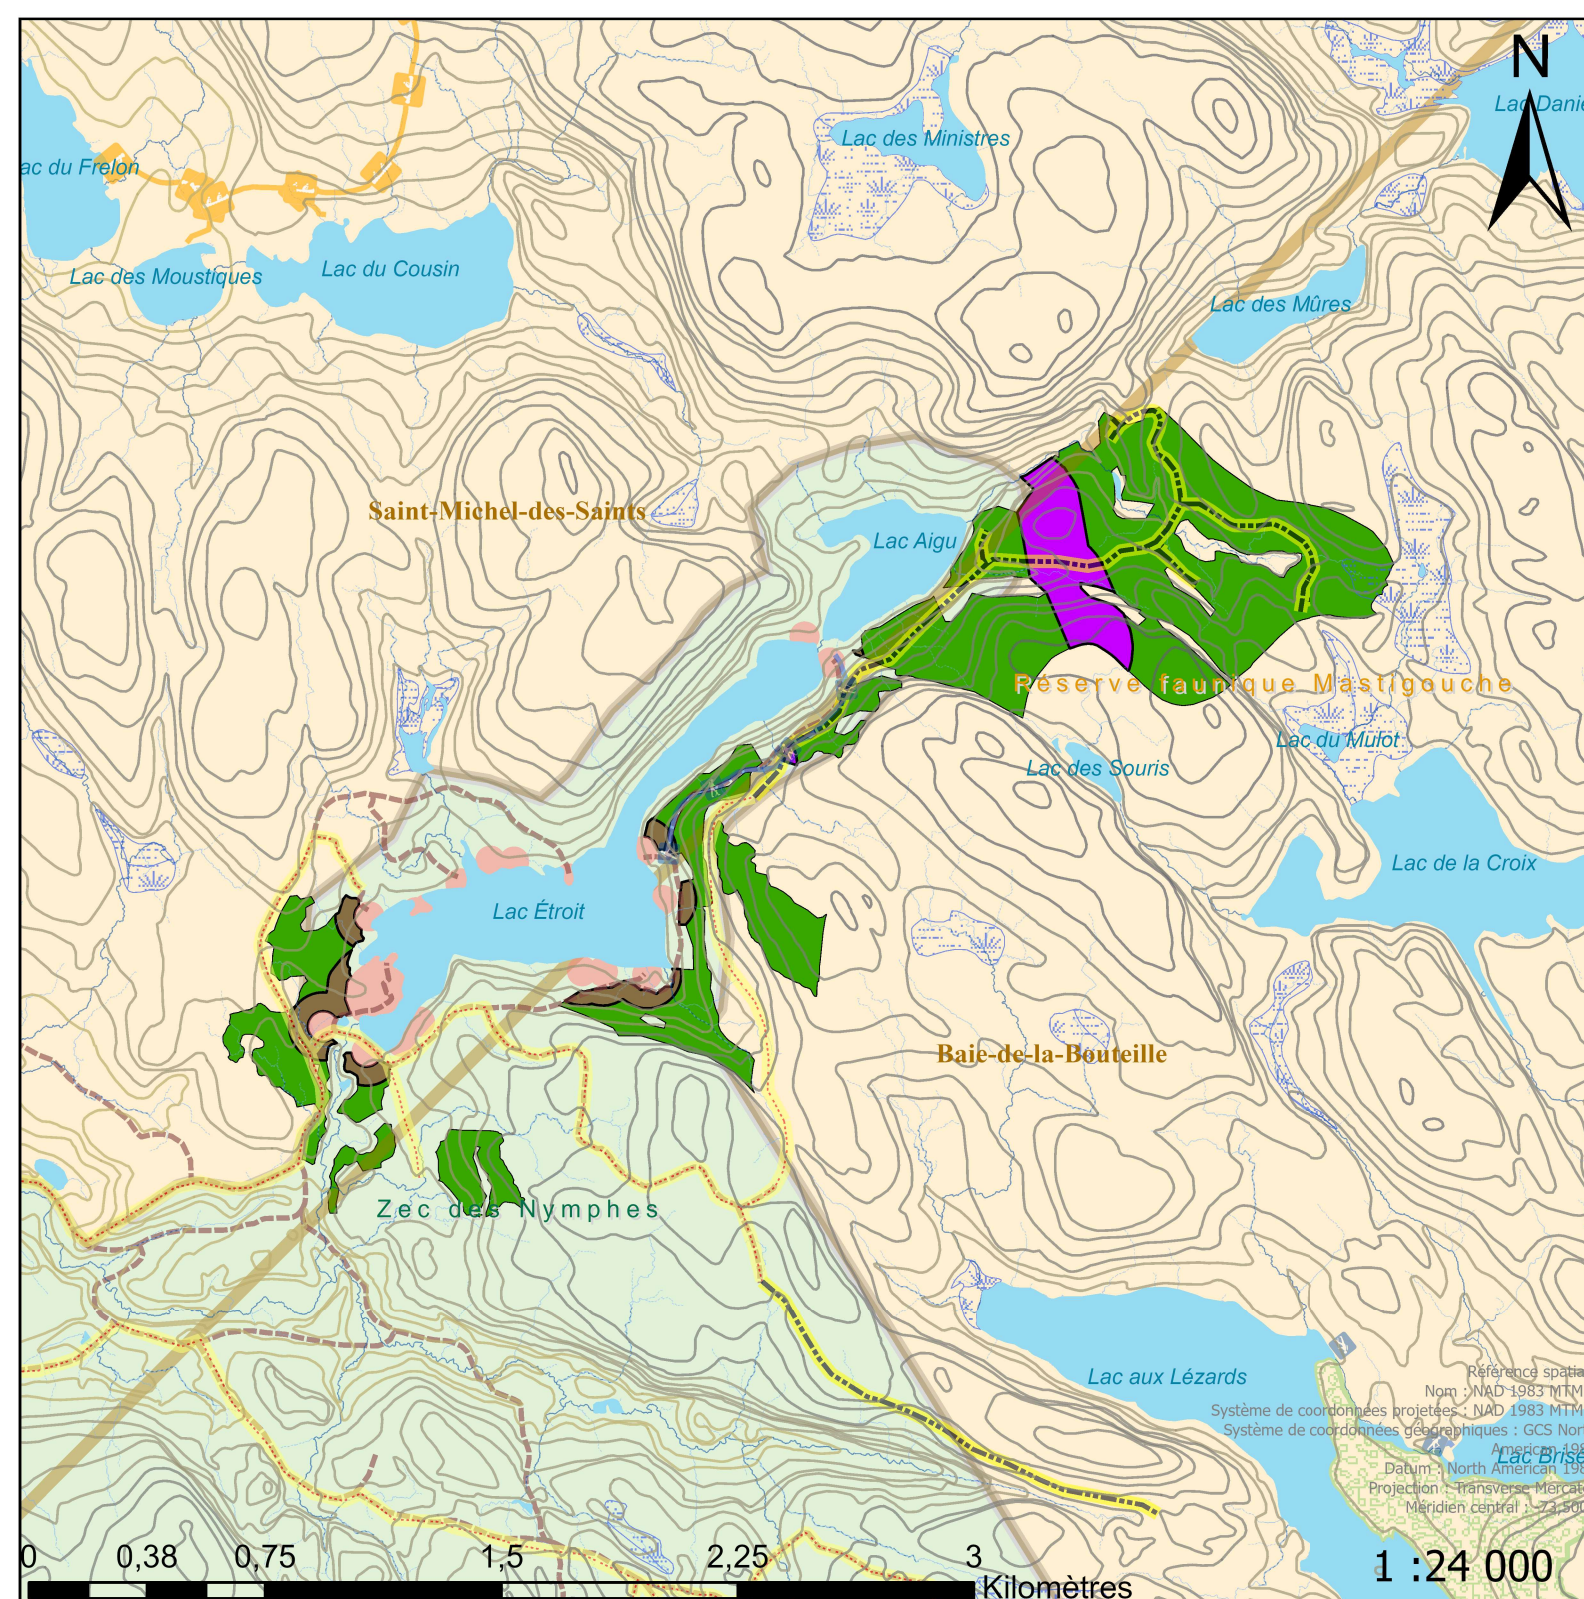 N
Lac Danie
Lac des Ministres
ac du Frelon
Lac du Cousin
Lac des Moustiques
Lac des Mûres
Saint-Michel-des-Saints
Lac Aigu
Réserve faunique Mastigouche
Lac du Mulot
Lac des Souris
Lac de la Croix
Lac Étroit
Baie-de-la-Bouteille
Zec des Nymphes
Lac aux Lézards
Référence spatia
Nom : NAD 1983 MTM
Système de coordonnées projetées : NAD 1983 MTM
Système de coordonnées géographiques : GCS Nor
American 198
Lac Brisé
Datum : North American 198
Projection : Transverse Mercat
Méridien central : -73,500
0 0,38 0,75 1,5 2,25 3
Kilomètres
1 :24 000